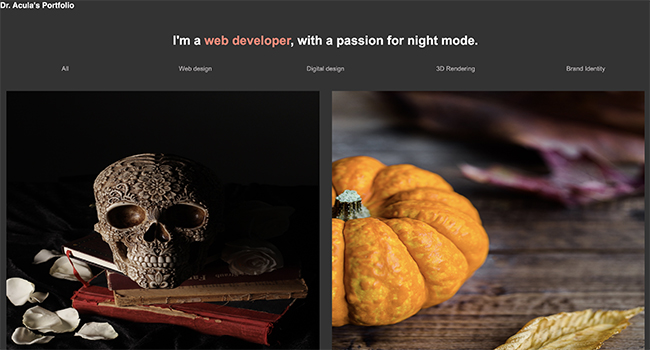 Dr. Acula's Portfolio
I'm a web developer, with a passion for night mode.
All Web design Digital design 3D Rendering Brand Identity